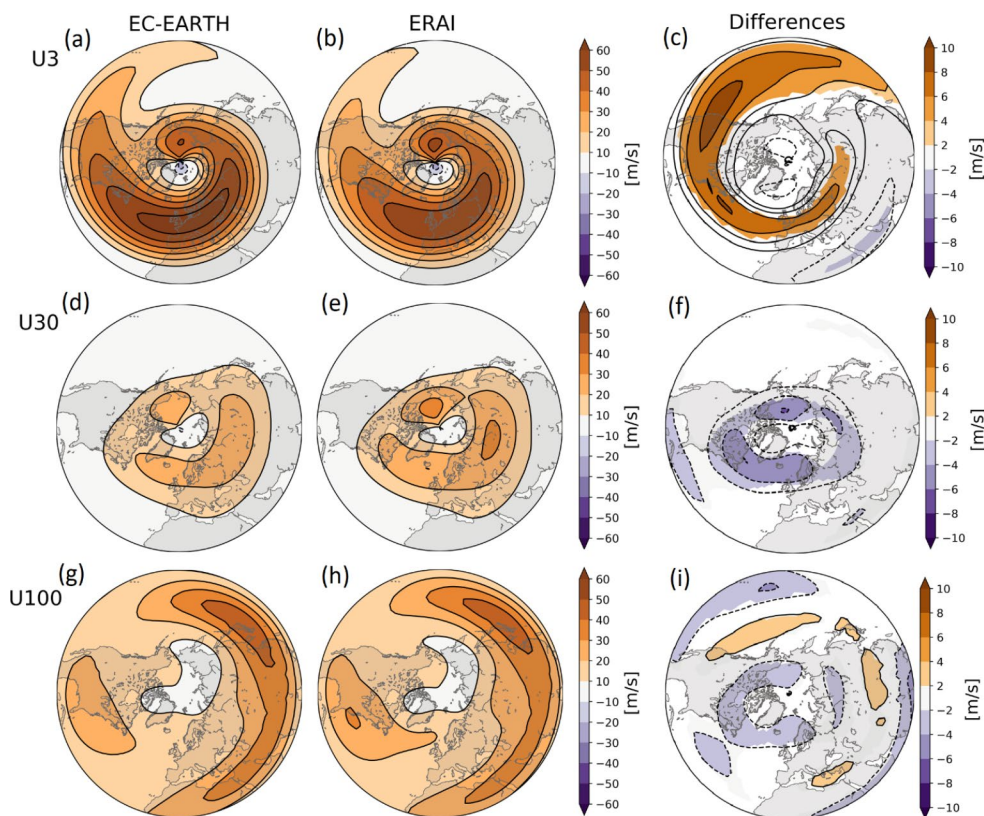 EC-EARTH ERAI Differences
U3 (a) (b) (c)
60 50 40 30 20 10 −10 −20 −30 −40 −50 −60 [m/s]
10 8 6 4 2 −2 −4 −6 −8 −10 [m/s]
U30 (d) (e) (f)
60 50 40 30 20 10 −10 −20 −30 −40 −50 −60 [m/s]
10 8 6 4 2 −2 −4 −6 −8 −10 [m/s]
U100 (g) (h) (i)
60 50 40 30 20 10 −10 −20 −30 −40 −50 −60 [m/s]
10 8 6 4 2 −2 −4 −6 −8 −10 [m/s]